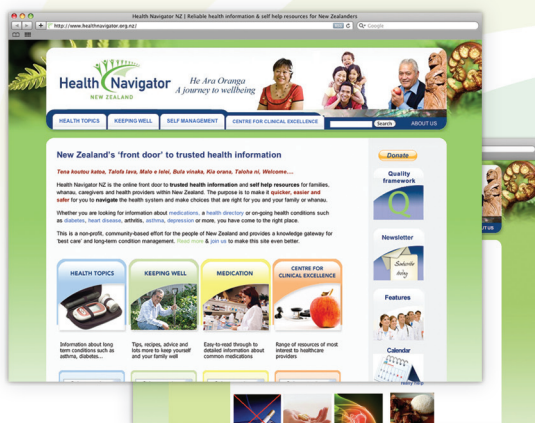 Health Navigator NZ | Reliable health information & self help resources for New Zealanders
http://www.healthnavigator.org.nz/
Google
Health Navigator
NEW ZEALAND
He Ara Oranga
A journey to wellbeing
HEALTH TOPICS
KEEPING WELL
SELF MANAGEMENT
CENTRE FOR CLINICAL EXCELLENCE
Search
ABOUT US
New Zealand's 'front door' to trusted health information
Tena koutou katoa, Talofa lava, Malo e lelei, Bula vinaka, Kia orana, Taloha ni, Welcome....
Health Navigator NZ is the online front door to trusted health information and self help resources for families,
whanau, caregivers and health providers within New Zealand. The purpose is to make it quicker, easier and
safer for you to navigate the health system and make choices that are right for you and your family or whanau.
Whether you are looking for information about medications, a health directory or on-going health conditions such
as diabetes, heart disease, arthritis, asthma, depression or more, you have come to the right place.
This is a non-profit, community-based effort for the people of New Zealand and provides a knowledge gateway for
'best care' and long-term condition management. Read more & join us to make this site even better.
Donate
Quality
framework
Q
Newsletter
Subscribe
today
Features
Calendar
HEALTH TOPICS
KEEPING WELL
MEDICATION
CENTRE FOR
CLINICAL EXCELLENCE
Information about long
term conditions such as
asthma, diabetes...
Tips, recipes, advice and
lots more to keep yourself
and your family well
Easy-to-read through to
detailed information about
common medications
Range of resources of most
interest to healthcare
providers